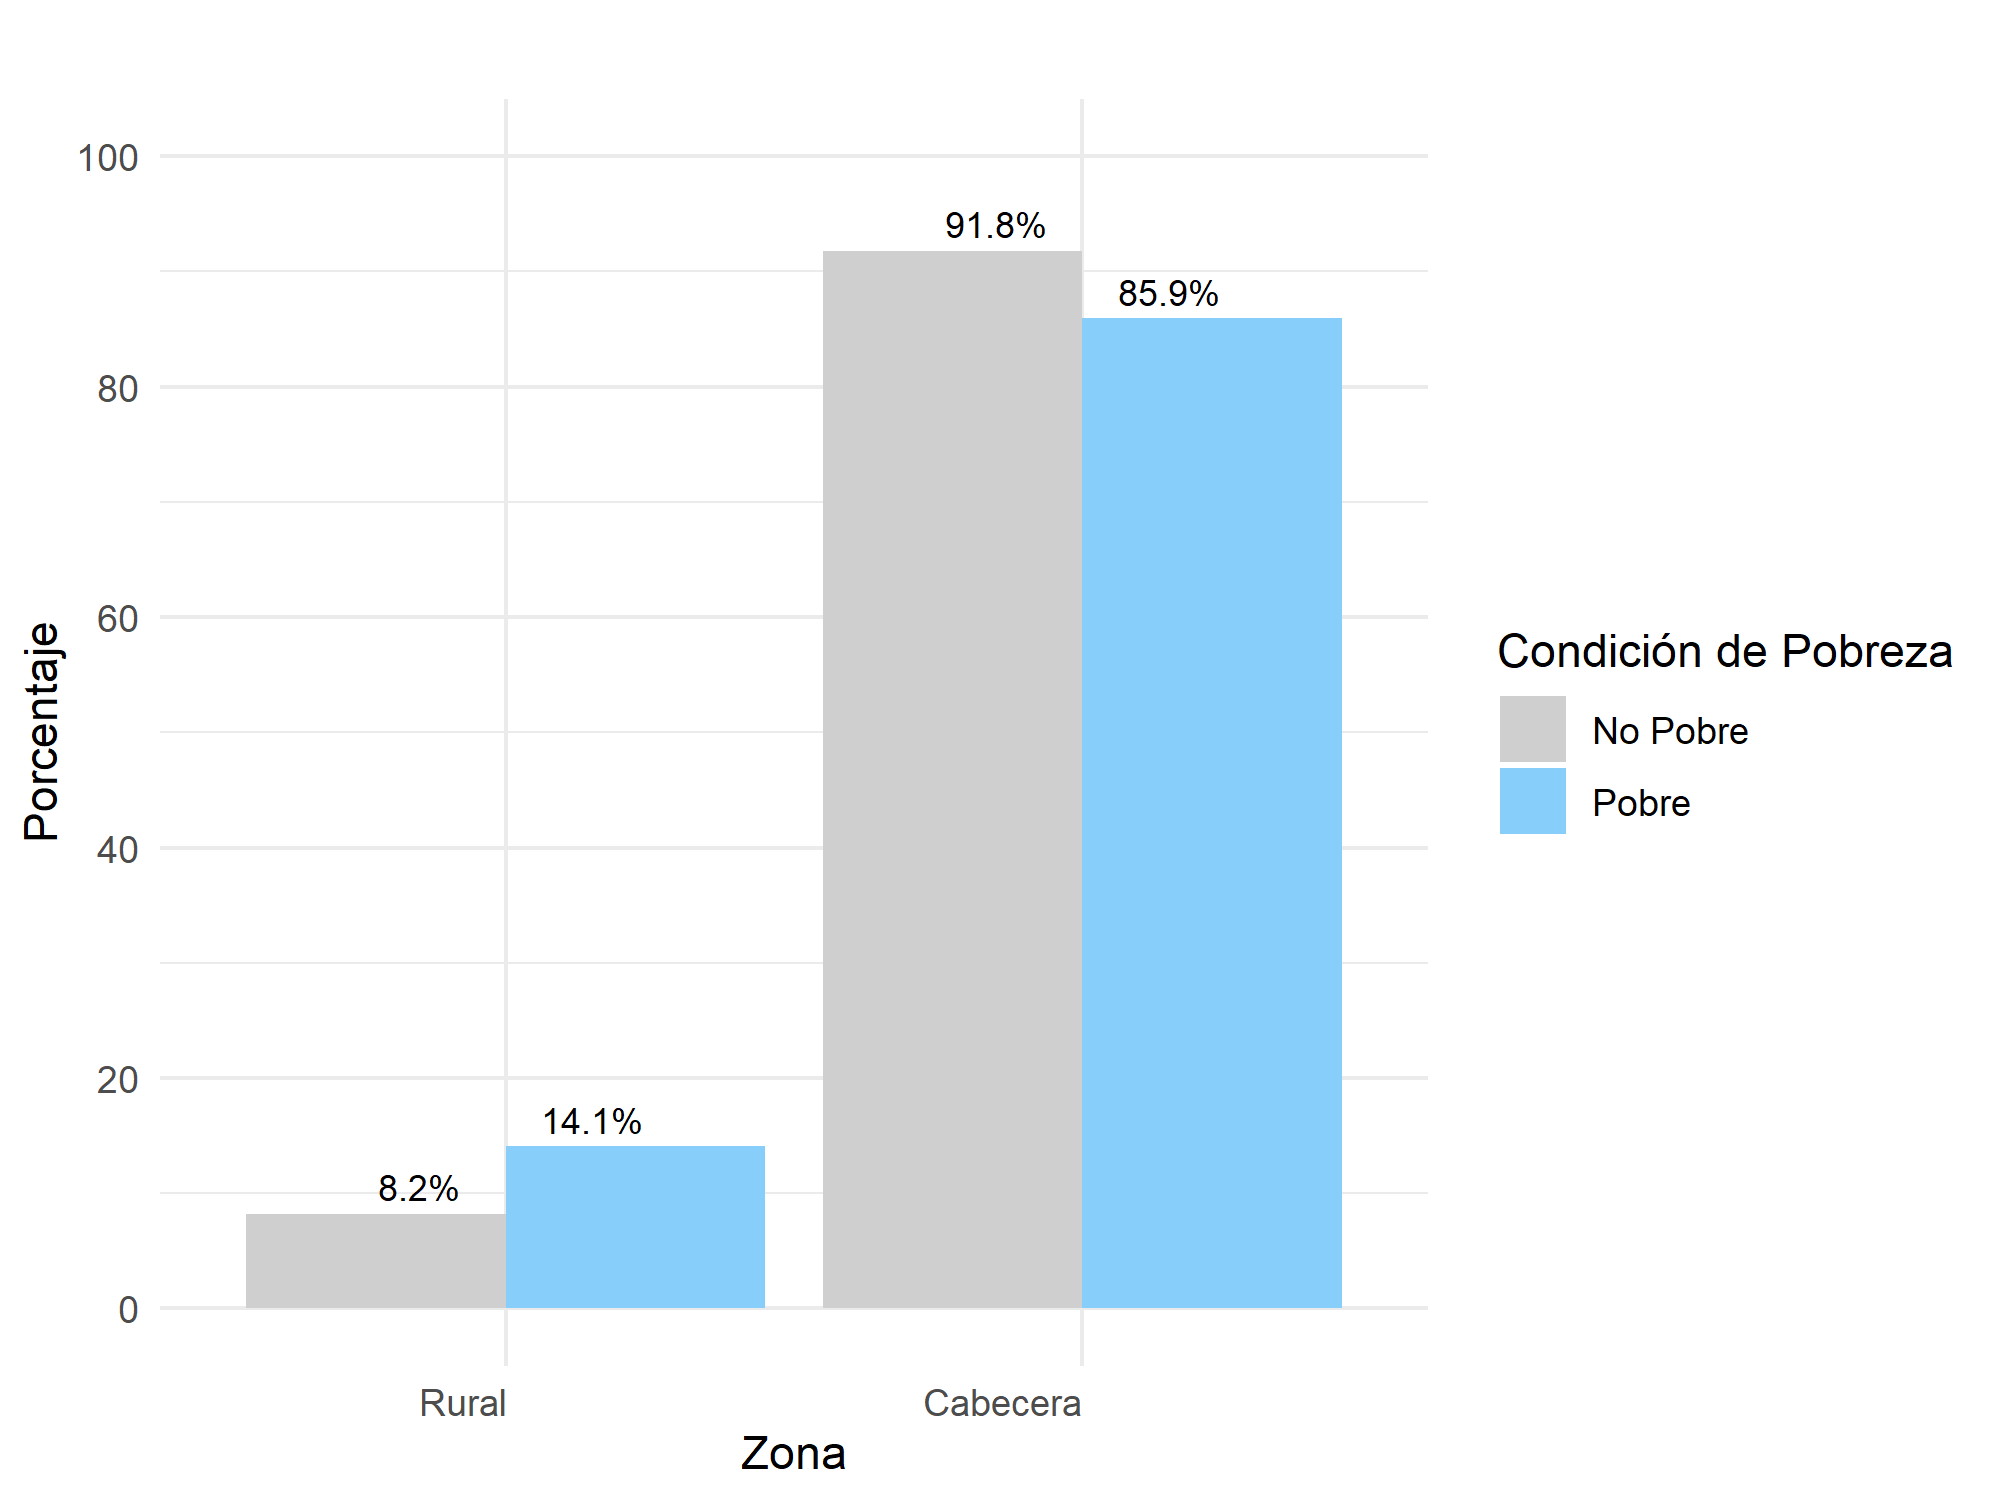 Porcentaje
100
80
60
40
20
0
91.8%
85.9%
14.1%
8.2%
Rural
Cabecera
Zona
Condición de Pobreza
No Pobre
Pobre